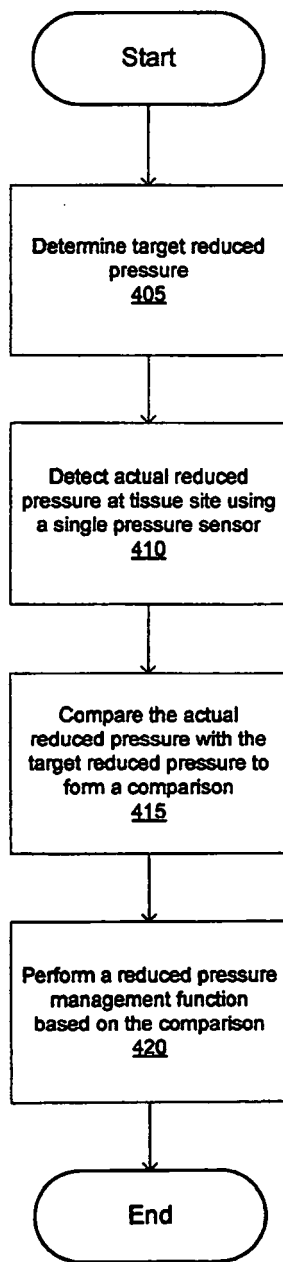 Start
Determine target reduced
pressure
405
Detect actual reduced
pressure at tissue site using
a single pressure sensor
410
Compare the actual
reduced pressure with the
target reduced pressure to
form a comparison
415
Perform a reduced pressure
management function
based on the comparison
420
End